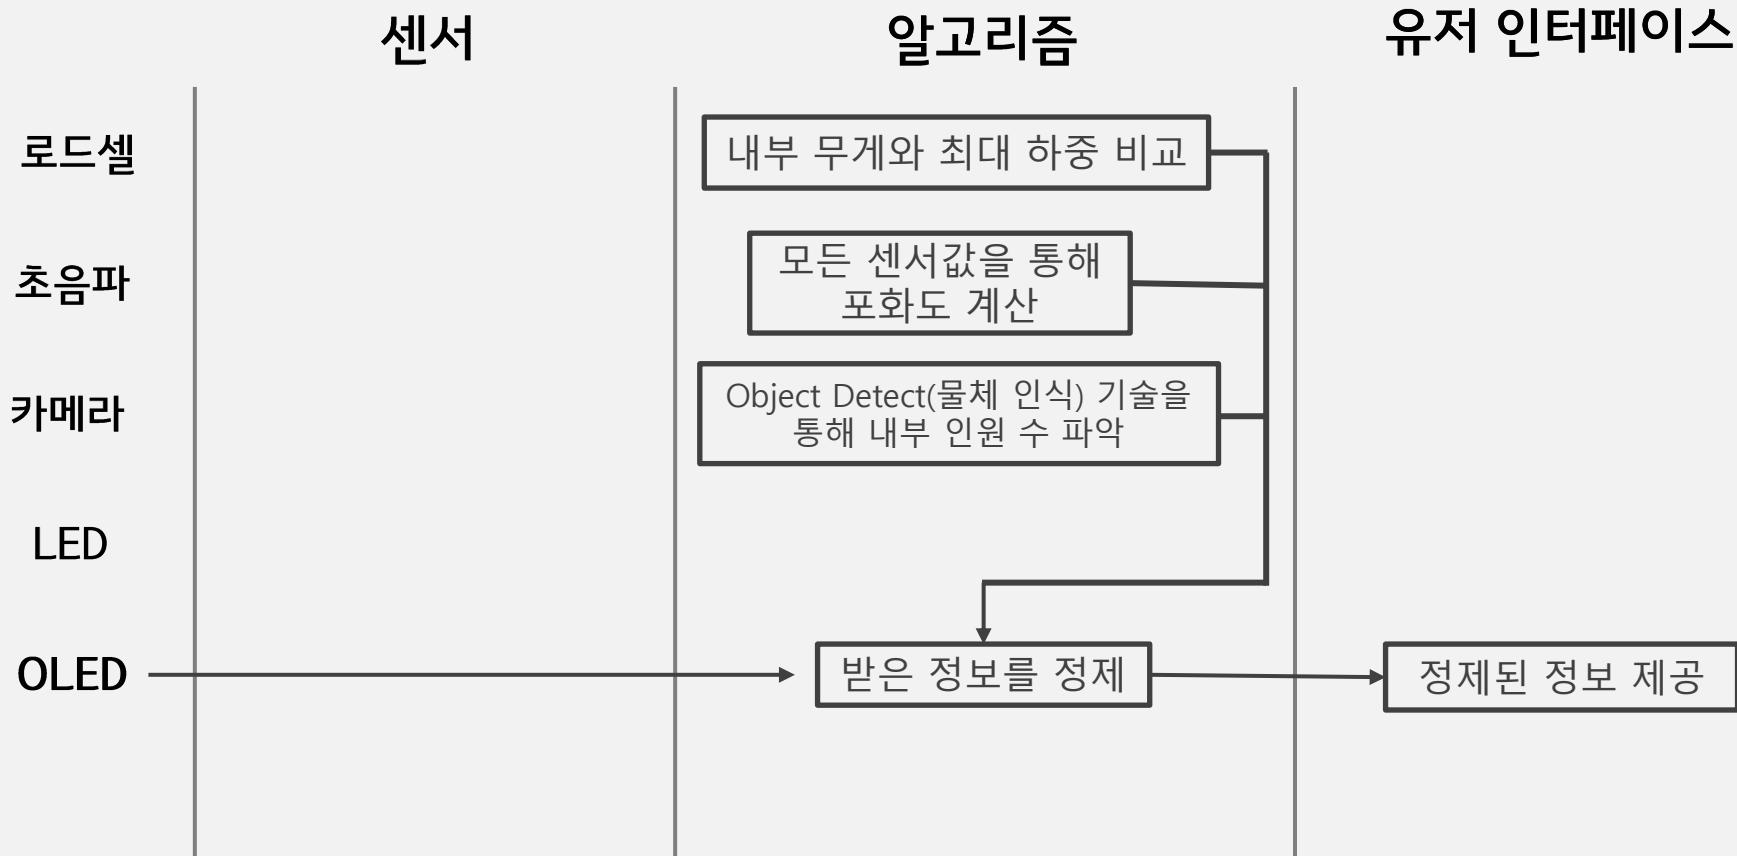 센서
알고리즘
유저 인터페이스
로드셀
내부 무게와 최대 하중 비교
초음파
모든 센서값을 통해
포화도 계산
카메라
Object Detect(물체 인식) 기술을
통해 내부 인원 수 파악
LED
OLED
받은 정보를 정제
정제된 정보 제공